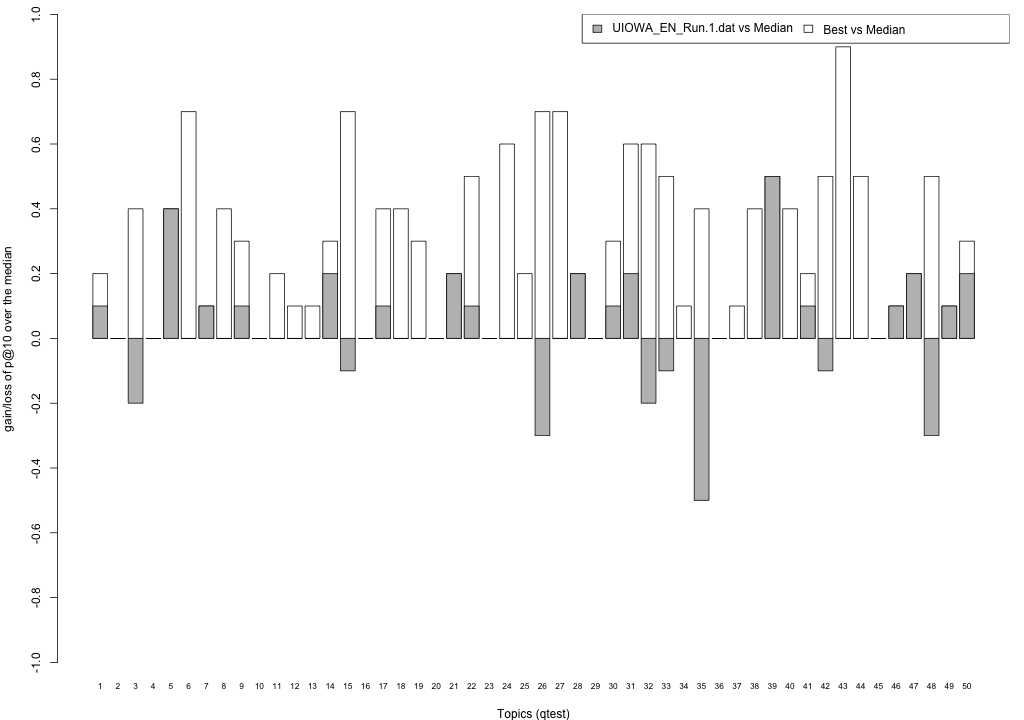 UIOWA_EN_Run.1.dat vs Median Best vs Median
gain/loss of p@10 over the median
1.0
0.8
0.6
0.4
0.2
0.0
-0.2
-0.4
-0.6
-0.8
-1.0
1 2 3 4 5 6 7 8 9 10 11 12 13 14 15 16 17 18 19 20 21 22 23 24 25 26 27 28 29 30 31 32 33 34 35 36 37 38 39 40 41 42 43 44 45 46 47 48 49 50
Topics (qtest)